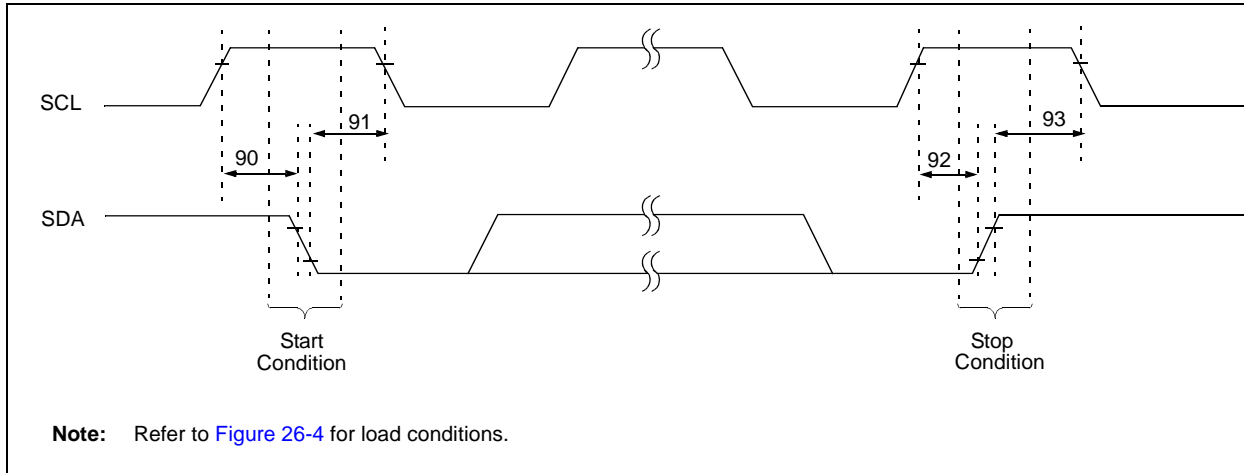 SCL
91
93
90
92
SDA
Start
Condition
Stop
Condition
Note: Refer to Figure 26-4 for load conditions.